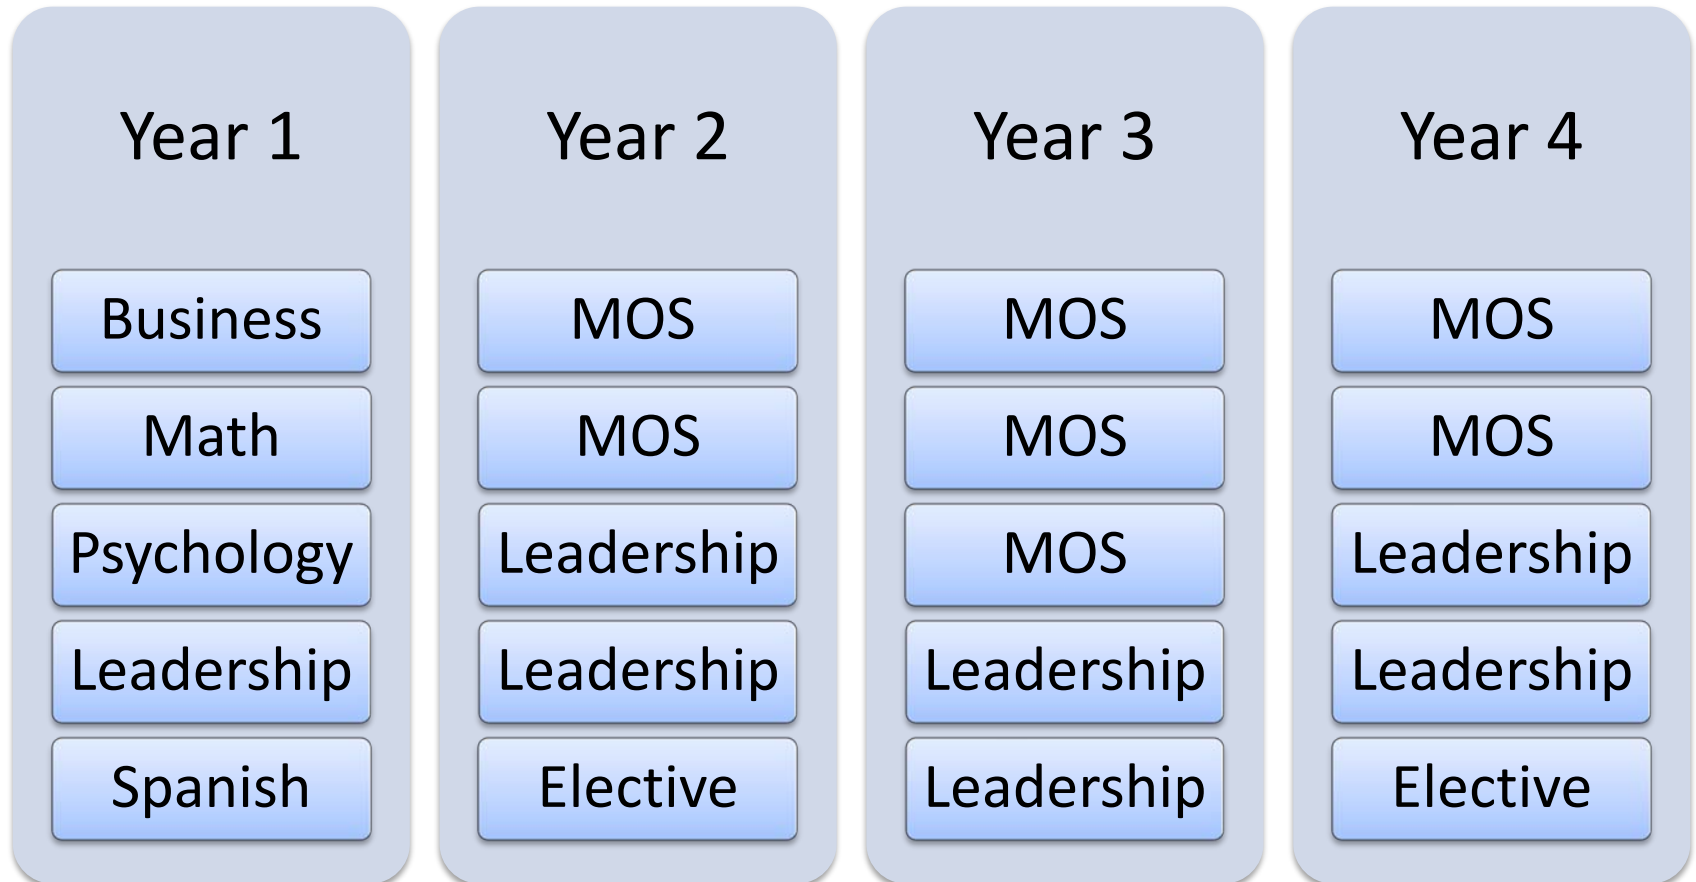 Year 1
Business
Math
Psychology
Leadership
Spanish
Year 2
MOS
MOS
Leadership
Leadership
Elective
Year 3
MOS
MOS
MOS
Leadership
Leadership
Year 4
MOS
MOS
Leadership
Leadership
Elective